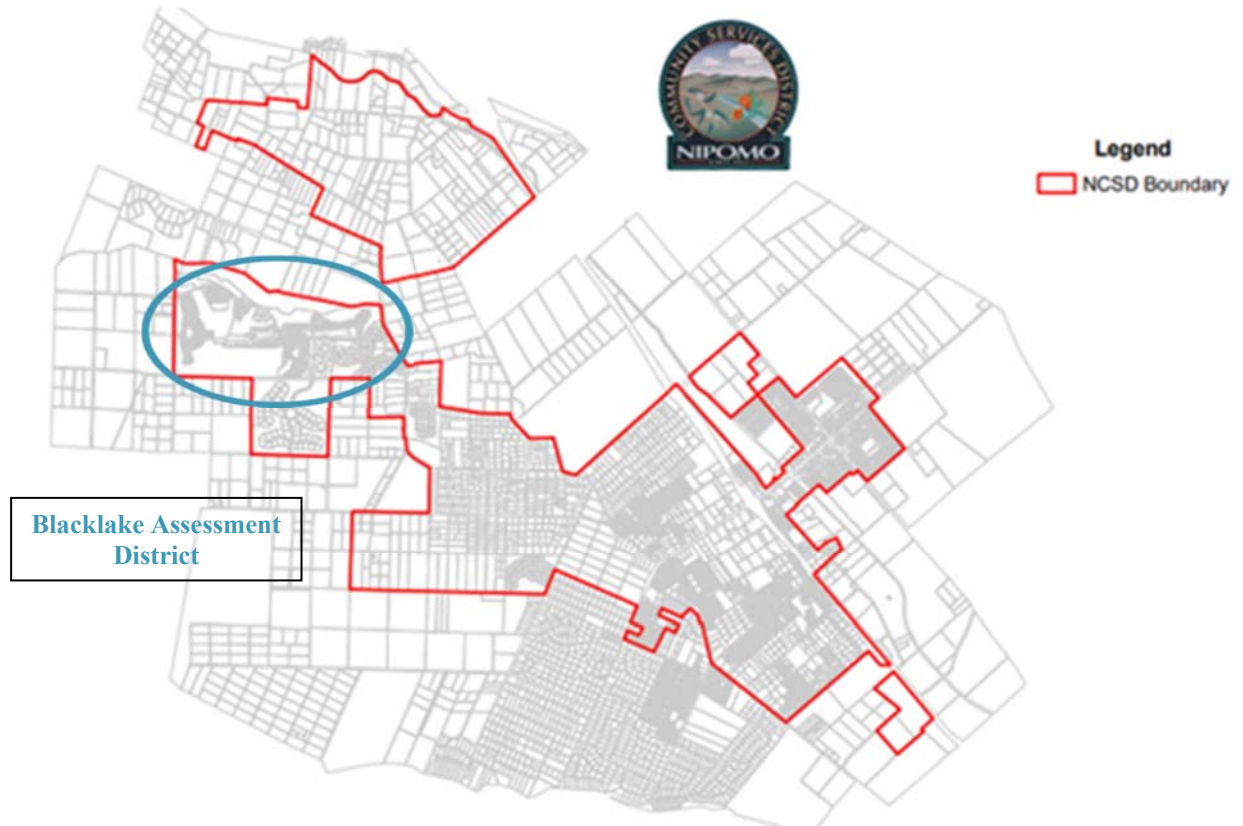 COMMUNITY SERVICES DISTRICT
NIPOMO
Legend
NCSD Boundary
Blacklake Assessment
District